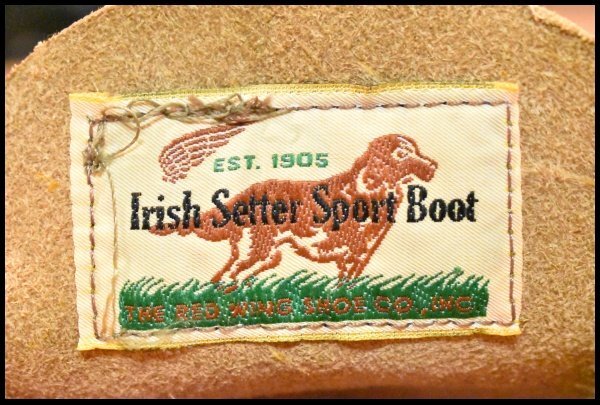 EST. 1905
Irish Setter Sport Boot
THE RED WING SHOE CO., INC.